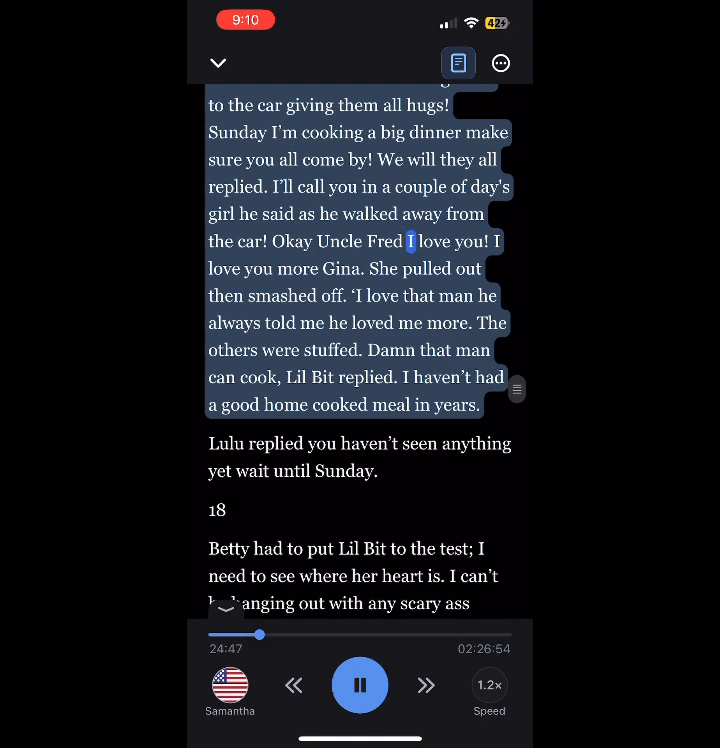 9:10
42
to the car giving them all hugs!
Sunday I'm cooking a big dinner make
sure you all come by! We will they all
replied. I'll call you in a couple of day's
girl he said as he walked away from
the car! Okay Uncle Fred I love you! I
love you more Gina. She pulled out
then smashed off. ‘I love that man he
always told me he loved me more. The
others were stuffed. Damn that man
can cook, Lil Bit replied. I haven't had
a good home cooked meal in years.
Lulu replied you haven't seen anything
yet wait until Sunday.
18
Betty had to put Lil Bit to the test; I
need to see where her heart is. I can't
hanging out with any scary ass
24:47 02:26:54
1.2×
Samantha Speed